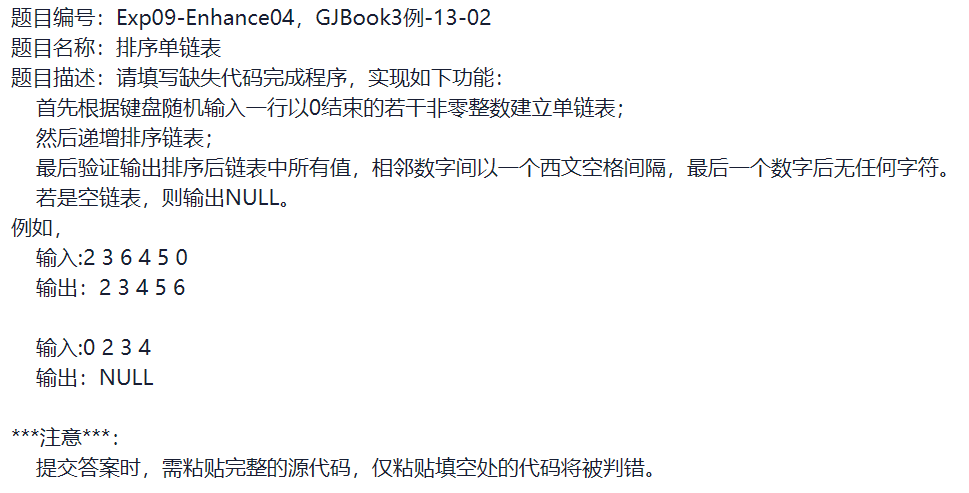 题目编号：Exp09-Enhance04，GJBook3例-13-02
题目名称：排序单链表
题目描述：请填写缺失代码完成程序，实现如下功能：
首先根据键盘随机输入一行以0结束的若干非零整数建立单链表；
然后递增排序链表；
最后验证输出排序后链表中所有值，相邻数字间以一个西文空格间隔，最后一个数字后无任何字符。
若是空链表，则输出NULL。
例如，
输入:2 3 6 4 5 0
输出：2 3 4 5 6
输入:0 2 3 4
输出：NULL
***注意***：
提交答案时，需粘贴完整的源代码，仅粘贴填空处的代码将被判错。